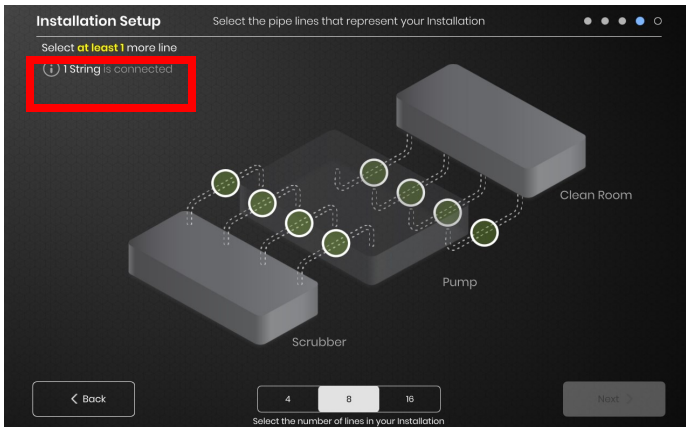 Installation Setup
Select the pipe lines that represent your Installation
Select at least 1 more line
1 String is connected
Clean Room
Pump
Scrubber
Back
4
8
16
Next
Select the number of lines in your Installation